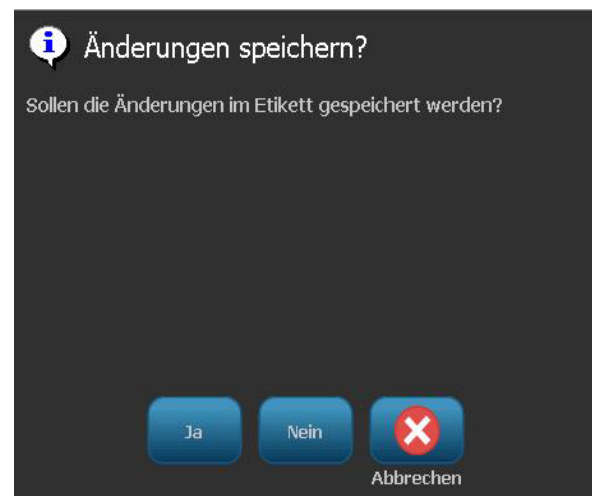 Änderungen speichern?
Sollen die Änderungen im Etikett gespeichert werden?
Ja
Nein
Abbrechen